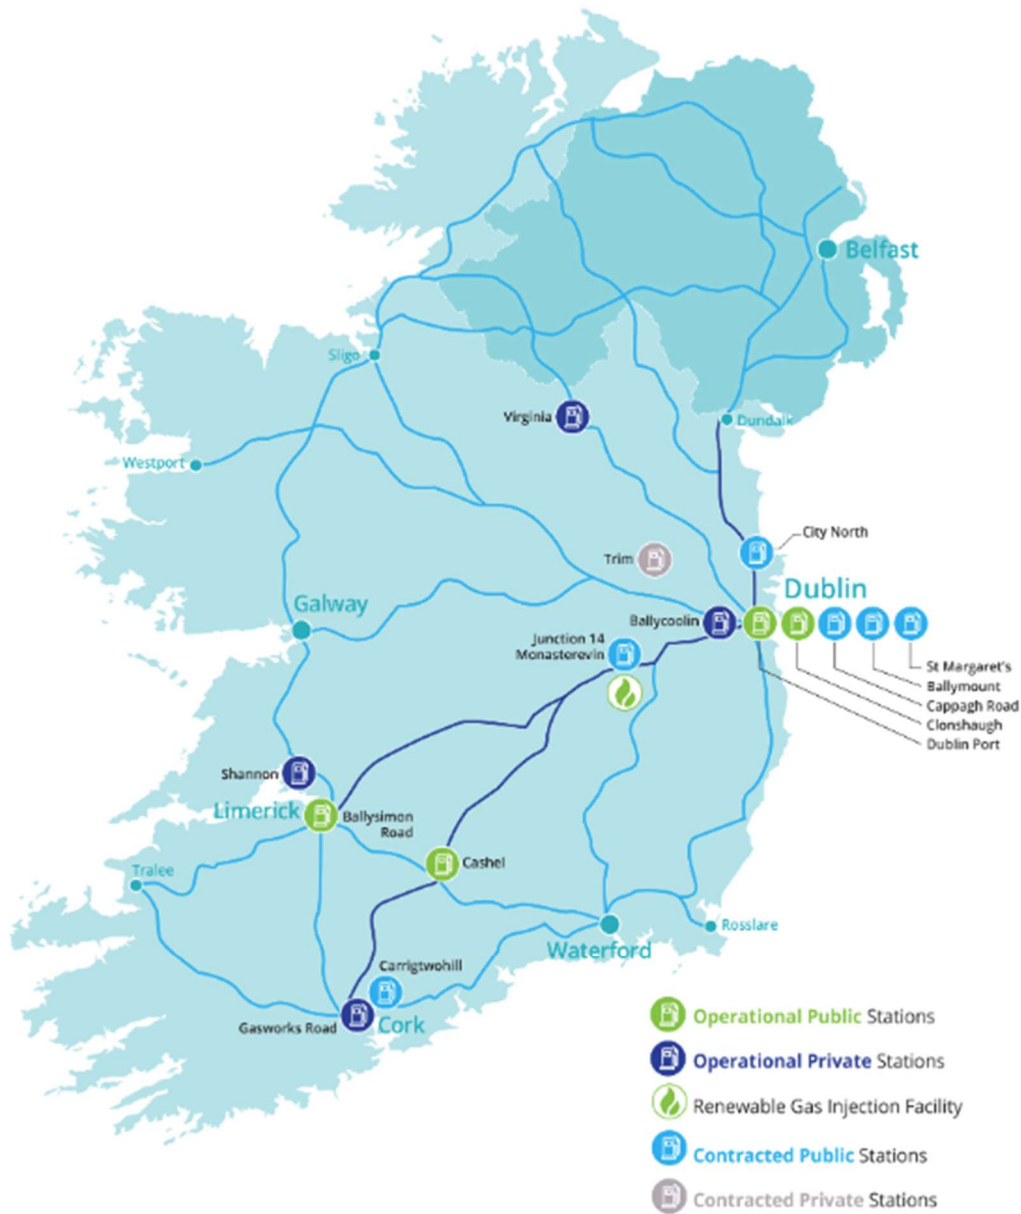 Belfast
Sligo
Virginia
Dundalk
Westport
City North
Trim
Dublin
Galway
Ballycoolin
Junction 14
Monasterevin
St Margaret's
Ballymount
Cappagh Road
Clonshaugh
Dublin Port
Shannon
Limerick
Ballysimon
Road
Cashel
Tralee
Rosslare
Waterford
Carrigtwohill
Gasworks Road
Cork
Operational Public Stations
Operational Private Stations
Renewable Gas Injection Facility
Contracted Public Stations
Contracted Private Stations